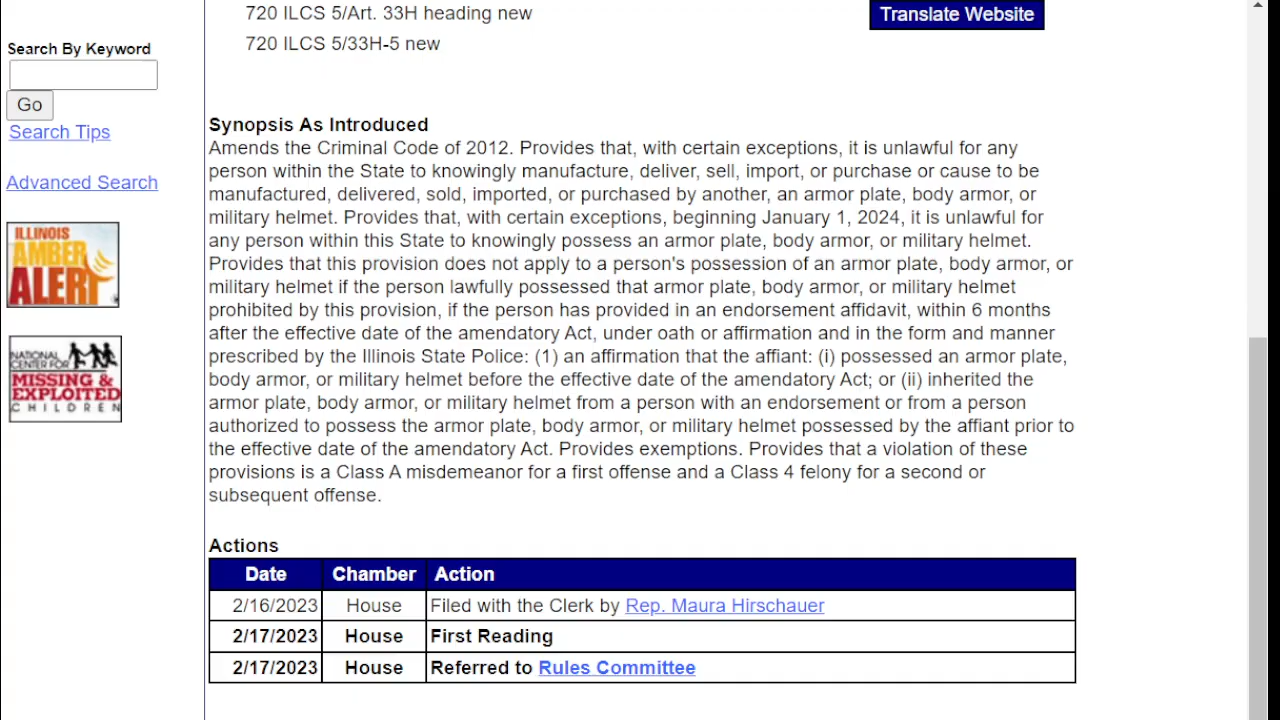 720 ILCS 5/Art. 33H heading new
720 ILCS 5/33H-5 new
Translate Website
Search By Keyword
Go
Search Tips
Advanced Search
ILLINOIS
AMBER
ALERT
NATIONAL
CENTER FOR
MISSING &
EXPLOITED
CHILDREN
Synopsis As Introduced
Amends the Criminal Code of 2012. Provides that, with certain exceptions, it is unlawful for any
person within the State to knowingly manufacture, deliver, sell, import, or purchase or cause to be
manufactured, delivered, sold, imported, or purchased by another, an armor plate, body armor, or
military helmet. Provides that, with certain exceptions, beginning January 1, 2024, it is unlawful for
any person within this State to knowingly possess an armor plate, body armor, or military helmet.
Provides that this provision does not apply to a person's possession of an armor plate, body armor, or
military helmet if the person lawfully possessed that armor plate, body armor, or military helmet
prohibited by this provision, if the person has provided in an endorsement affidavit, within 6 months
after the effective date of the amendatory Act, under oath or affirmation and in the form and manner
prescribed by the Illinois State Police: (1) an affirmation that the affiant: (i) possessed an armor plate,
body armor, or military helmet before the effective date of the amendatory Act; or (ii) inherited the
armor plate, body armor, or military helmet from a person with an endorsement or from a person
authorized to possess the armor plate, body armor, or military helmet possessed by the affiant prior to
the effective date of the amendatory Act. Provides exemptions. Provides that a violation of these
provisions is a Class A misdemeanor for a first offense and a Class 4 felony for a second or
subsequent offense.
Actions
Date Chamber Action
2/16/2023 House Filed with the Clerk by Rep. Maura Hirschauer
2/17/2023 House First Reading
2/17/2023 House Referred to Rules Committee